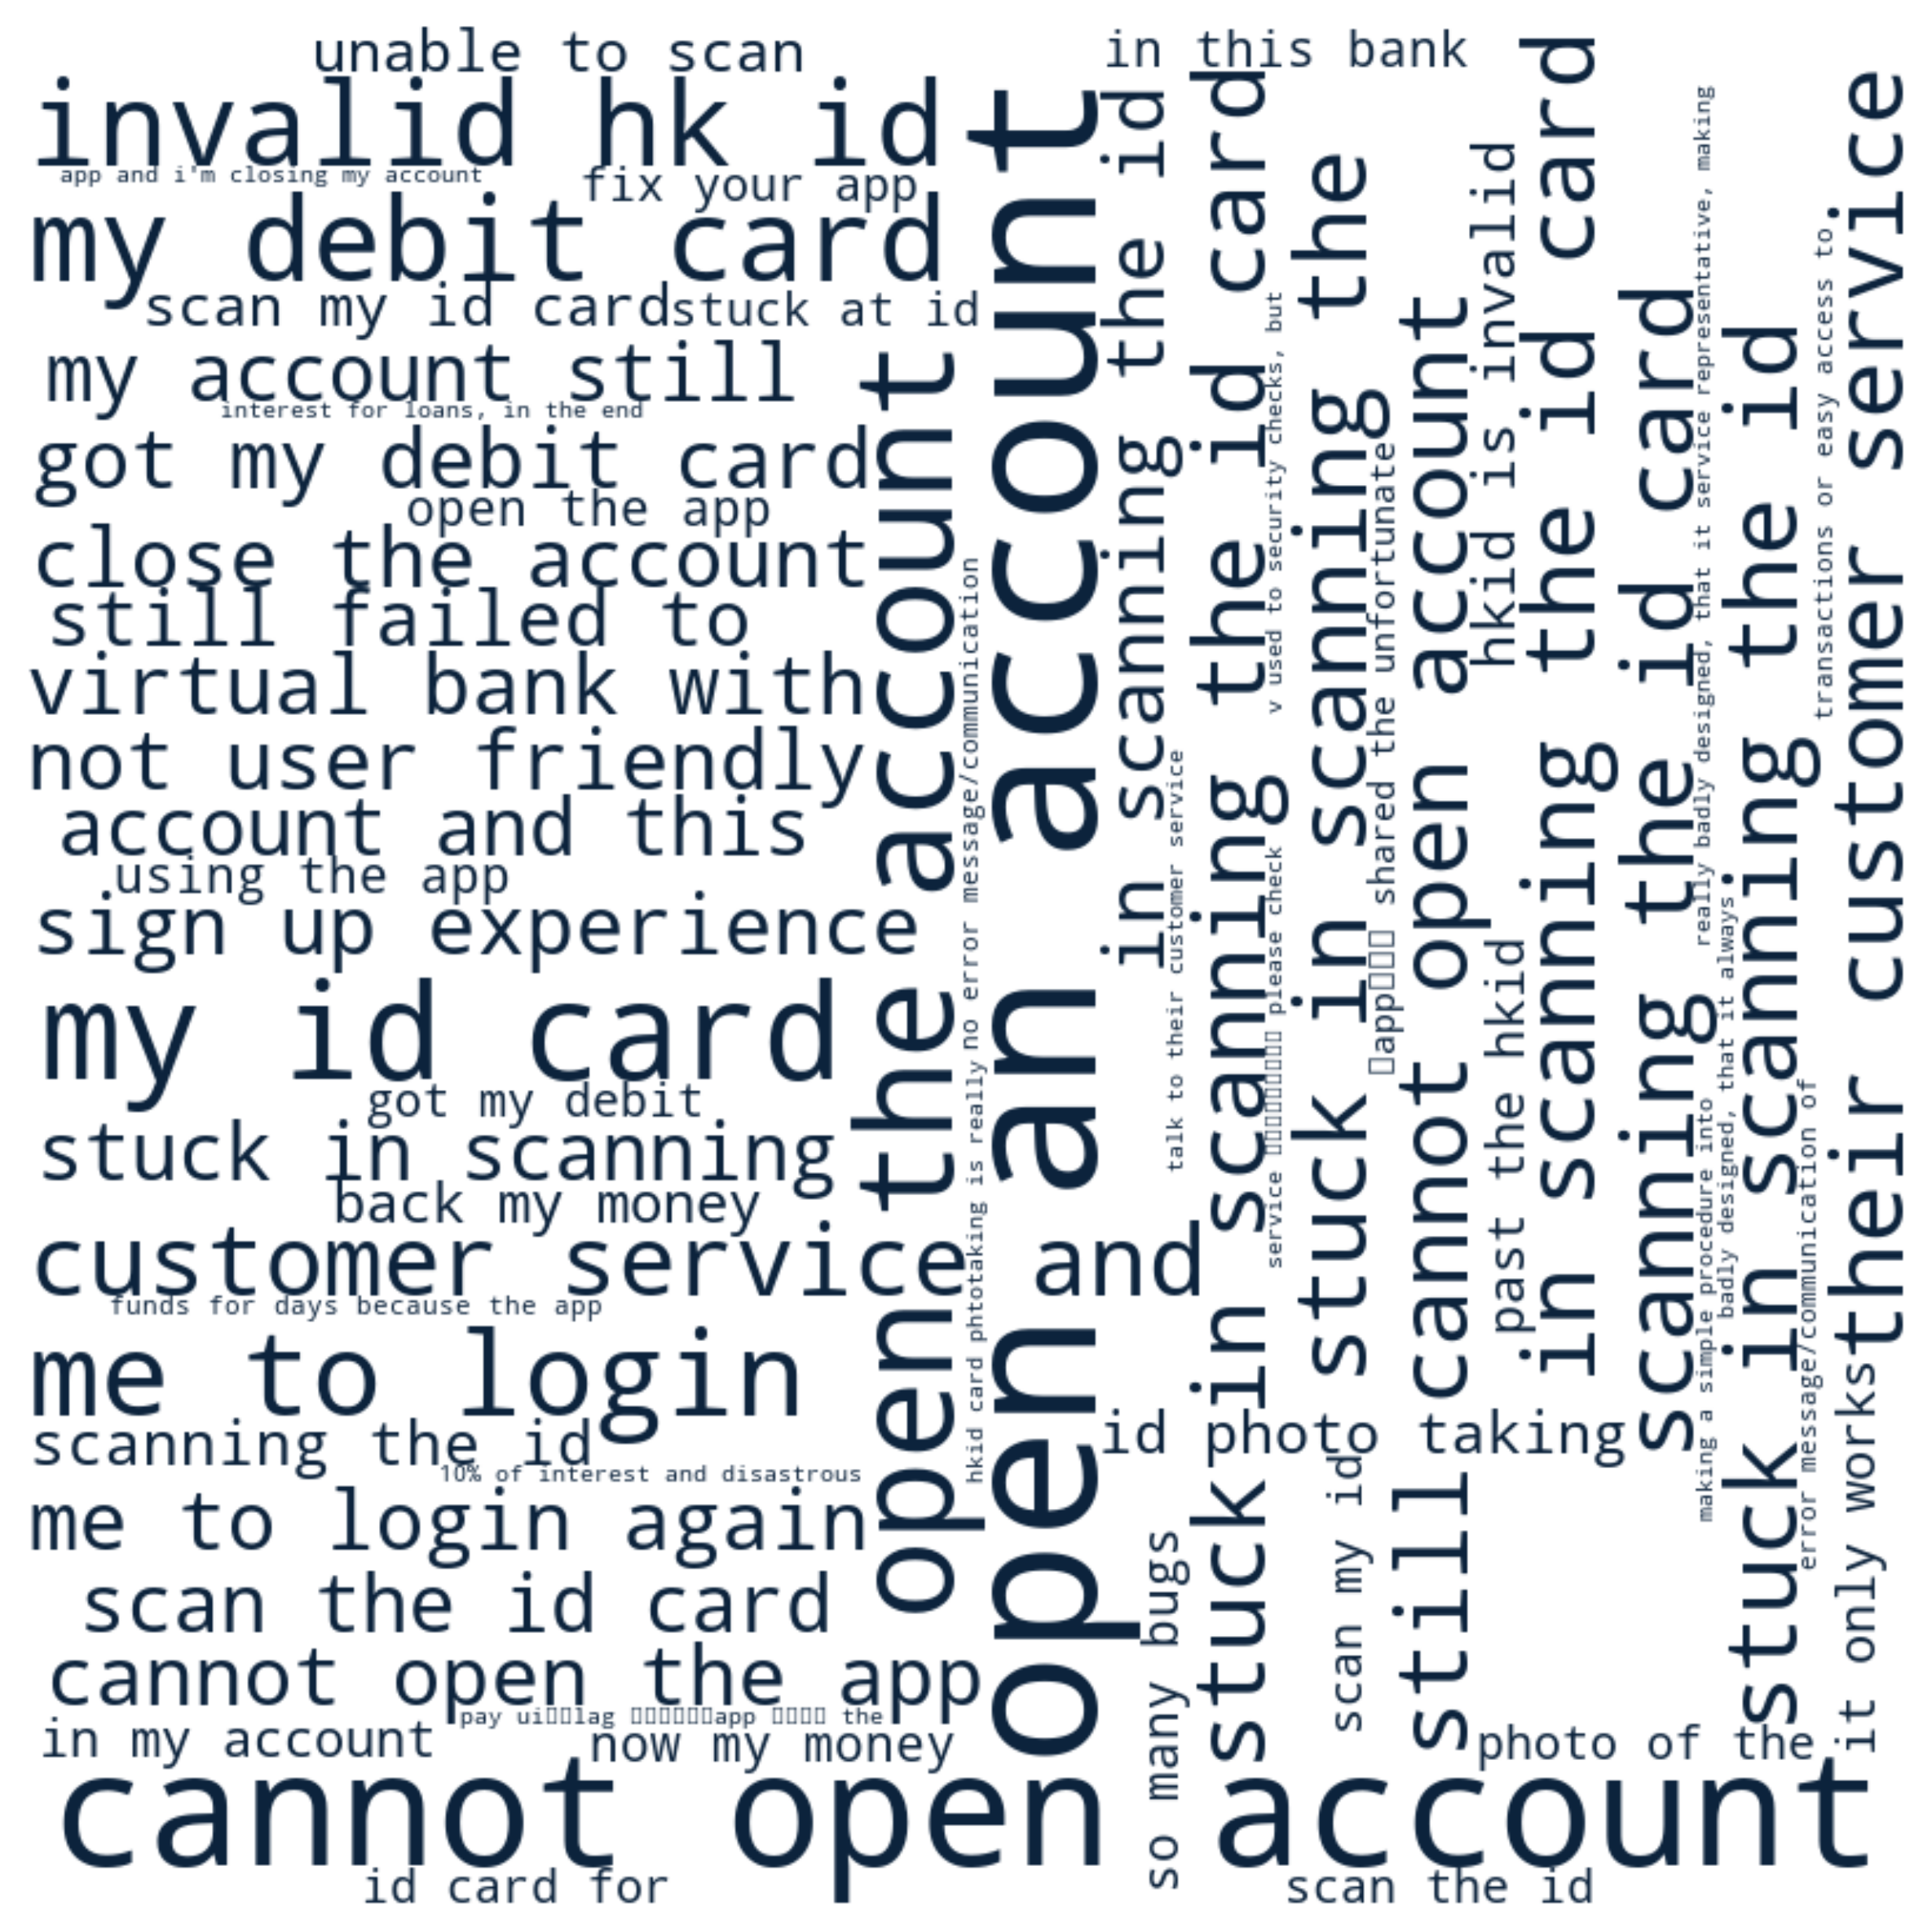 unable to scan
in this bank
invalid hk id
app and i'm closing my account
fix your app
my debit card
scan my id card
stuck at id
my account still
interest for loans, in the end
got my debit card
open the app
close the account
still failed to
virtual bank with
not user friendly
account and this
using the app
sign up experience
my id card
got my debit
stuck in scanning
back my money
customer service and
funds for days because the app
me to login
scanning the id
10% of interest and disastrous
me to login again
scan the id card
cannot open the app
pay ui▯▯lag ▯▯▯▯▯▯app ▯▯▯▯ the
in my account
now my money
cannot open account
id card for
open the account
hkid card phtotaking is really no error message/communication
open an account
in scanning the id
talk to their customer service
so many bugs
stuck in scanning the id card
v used to security checks, but
service ▯▯▯▯▯▯▯▯▯ please check
stuck in scanning the
▯app▯▯▯ shared the unfortunate
scan my id
still cannot open account
hkid is invalid
past the hkid
in scanning the id card
id photo taking
scanning the id card
really badly designed, that it service representative, making
making a simple procedure into
badly designed, that it always.
stuck in scanning the id
error message/communication of
transactions or easy access to.
their customer service
it only works
photo of the
scan the id